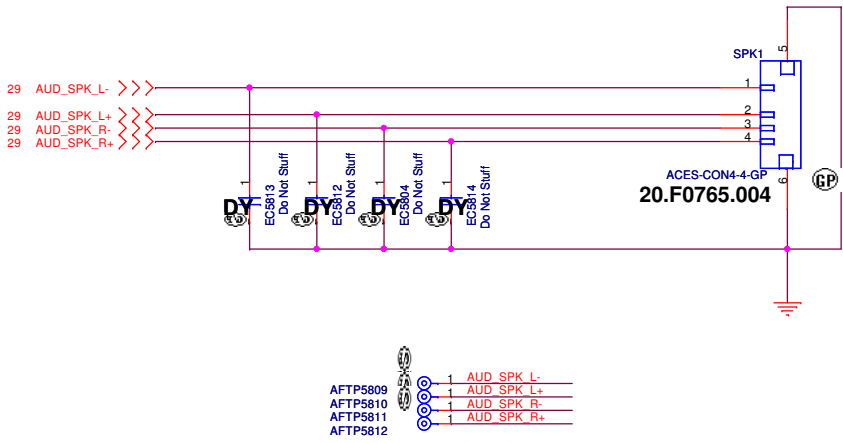 SPK1
5
29 AUD_SPK_L- 1
29 AUD_SPK_L+ 2
29 AUD_SPK_R- 3
29 AUD_SPK_R+ 4
6
ACES-CON4-4-GP
20.F0765.004
GP
1 1 1 1
DY DY DY DY
EC5813
Do Not Stuff
EC5812
Do Not Stuff
EC5804
Do Not Stuff
EC5814
Do Not Stuff
AFTP5809 1 AUD_SPK_L-
AFTP5810 1 AUD_SPK_L+
AFTP5811 1 AUD_SPK_R-
AFTP5812 1 AUD_SPK_R+